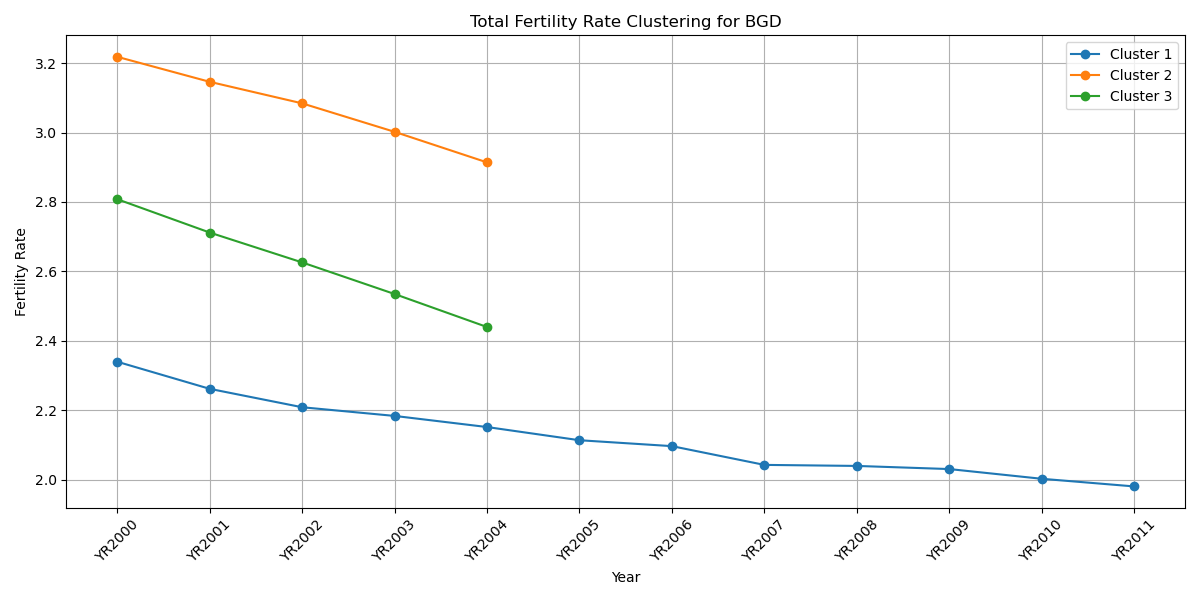 Total Fertility Rate Clustering for BGD
Cluster 1
Cluster 2
Cluster 3
Fertility Rate
3.2
3.0
2.8
2.6
2.4
2.2
2.0
YR2000
YR2001
YR2002
YR2003
YR2004
YR2005
YR2006
YR2007
YR2008
YR2009
YR2010
YR2011
Year